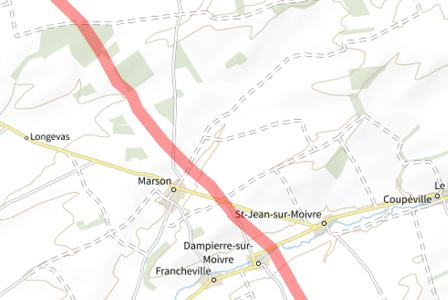 Longevas
Marson
Le
Coupéville
St-Jean-sur-Moivre
Dampierre-sur-
Moivre
Francheville